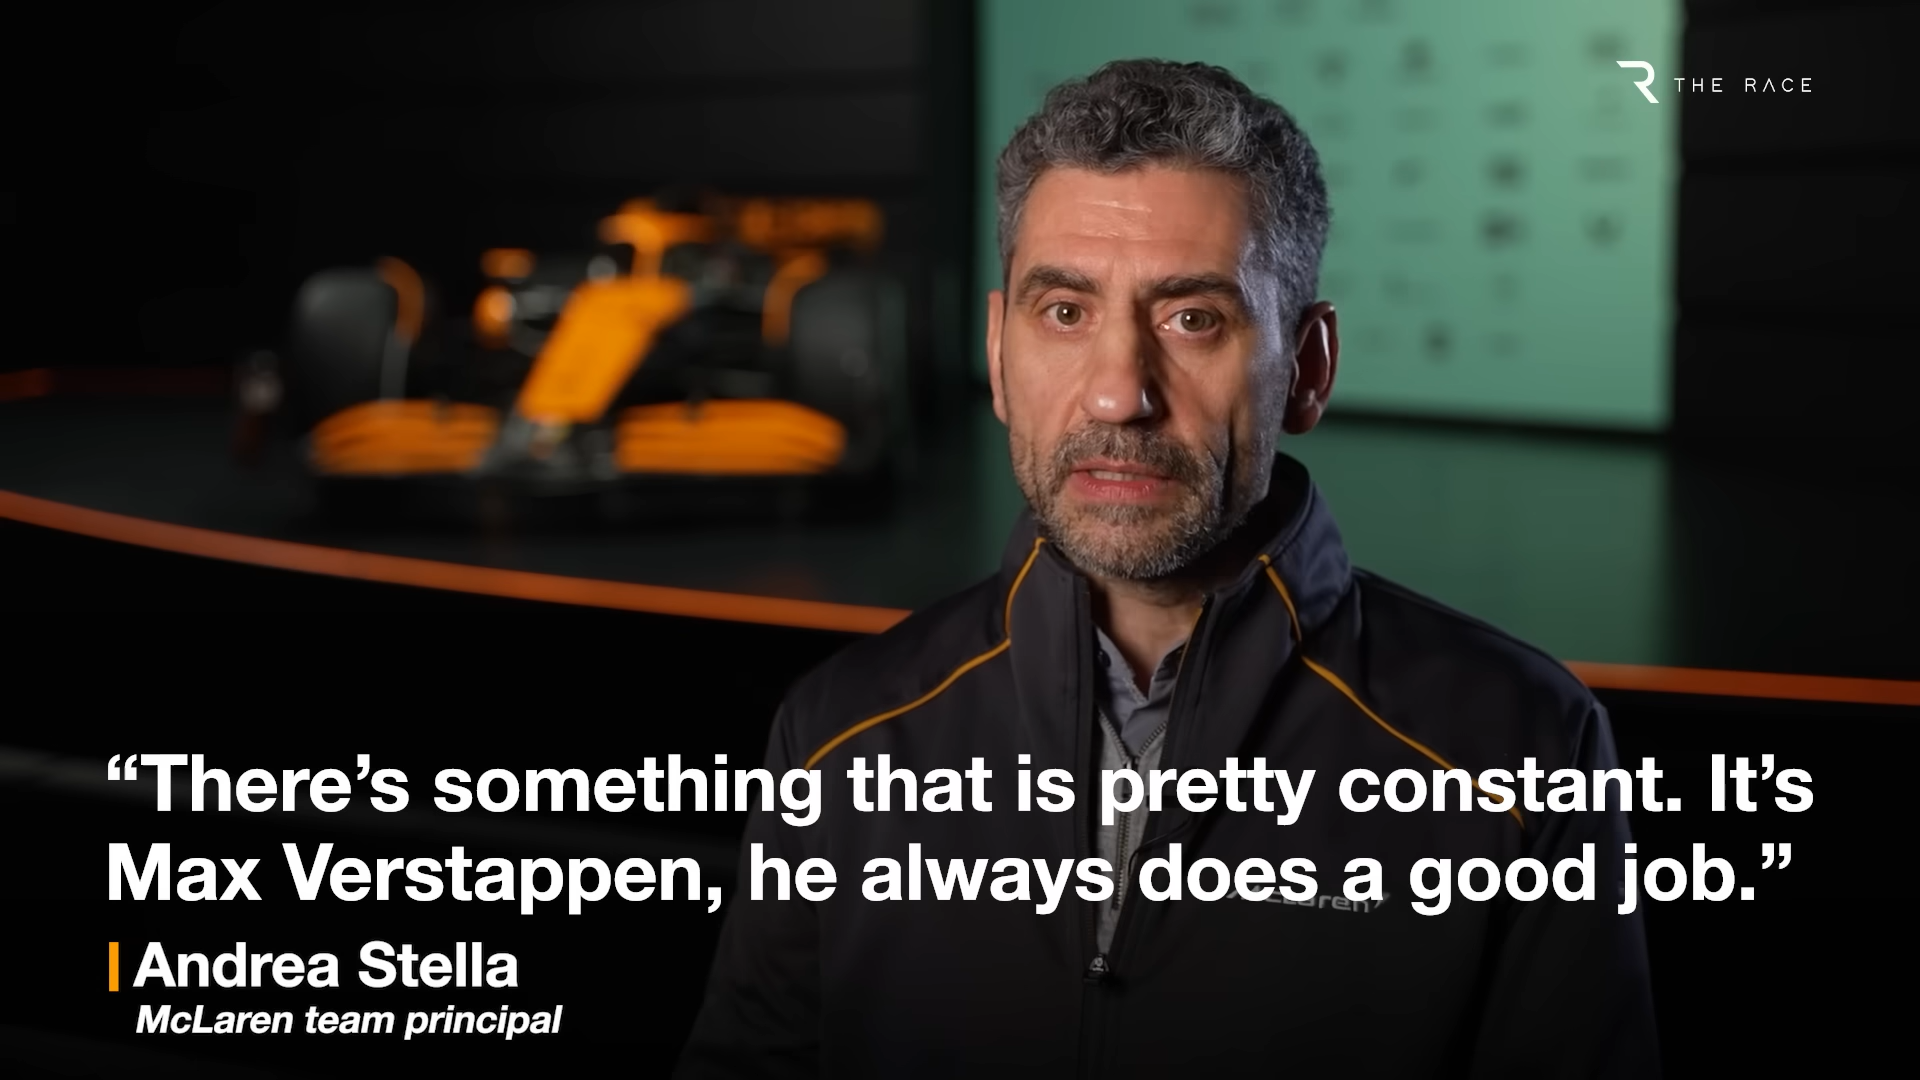 THE RACE
“There’s something that is pretty constant. It’s
Max Verstappen, he always does a good job.”
McLaren
Andrea Stella
McLaren team principal